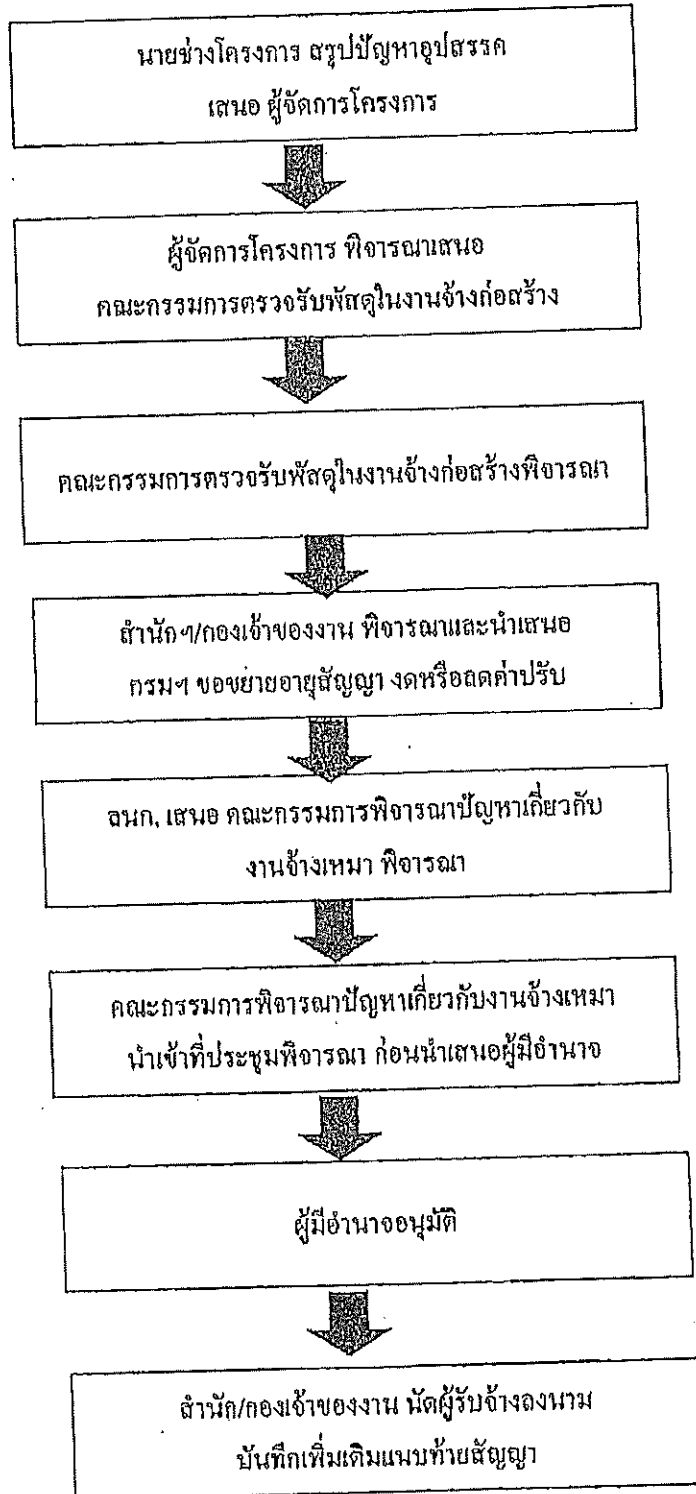 นายช่างโครงการ สรุปปัญหาอุปสรรค
เสนอ ผู้จัดการโครงการ
ผู้จัดการโครงการ พิจารณาเสนอ
คณะกรรมการตรวจรับพัสดุในงานจ้างก่อสร้าง
คณะกรรมการตรวจรับพัสดุในงานจ้างก่อสร้างพิจารณา
สำนักฯ/กองเจ้าของงาน พิจารณาและนำเสนอ
กรมฯ ขอขยายอายุสัญญา งดหรือลดค่าปรับ
ลนก. เสนอ คณะกรรมการพิจารณาปัญหาเกี่ยวกับ
งานจ้างเหมา พิจารณา
คณะกรรมการพิจารณาปัญหาเกี่ยวกับงานจ้างเหมา
นำเข้าที่ประชุมพิจารณา ก่อนนำเสนอผู้มีอำนาจ
ผู้มีอำนาจอนุมัติ
สำนัก/กองเจ้าของงาน นัดผู้รับจ้างลงนาม
บันทึกเพิ่มเติมแนบท้ายสัญญา